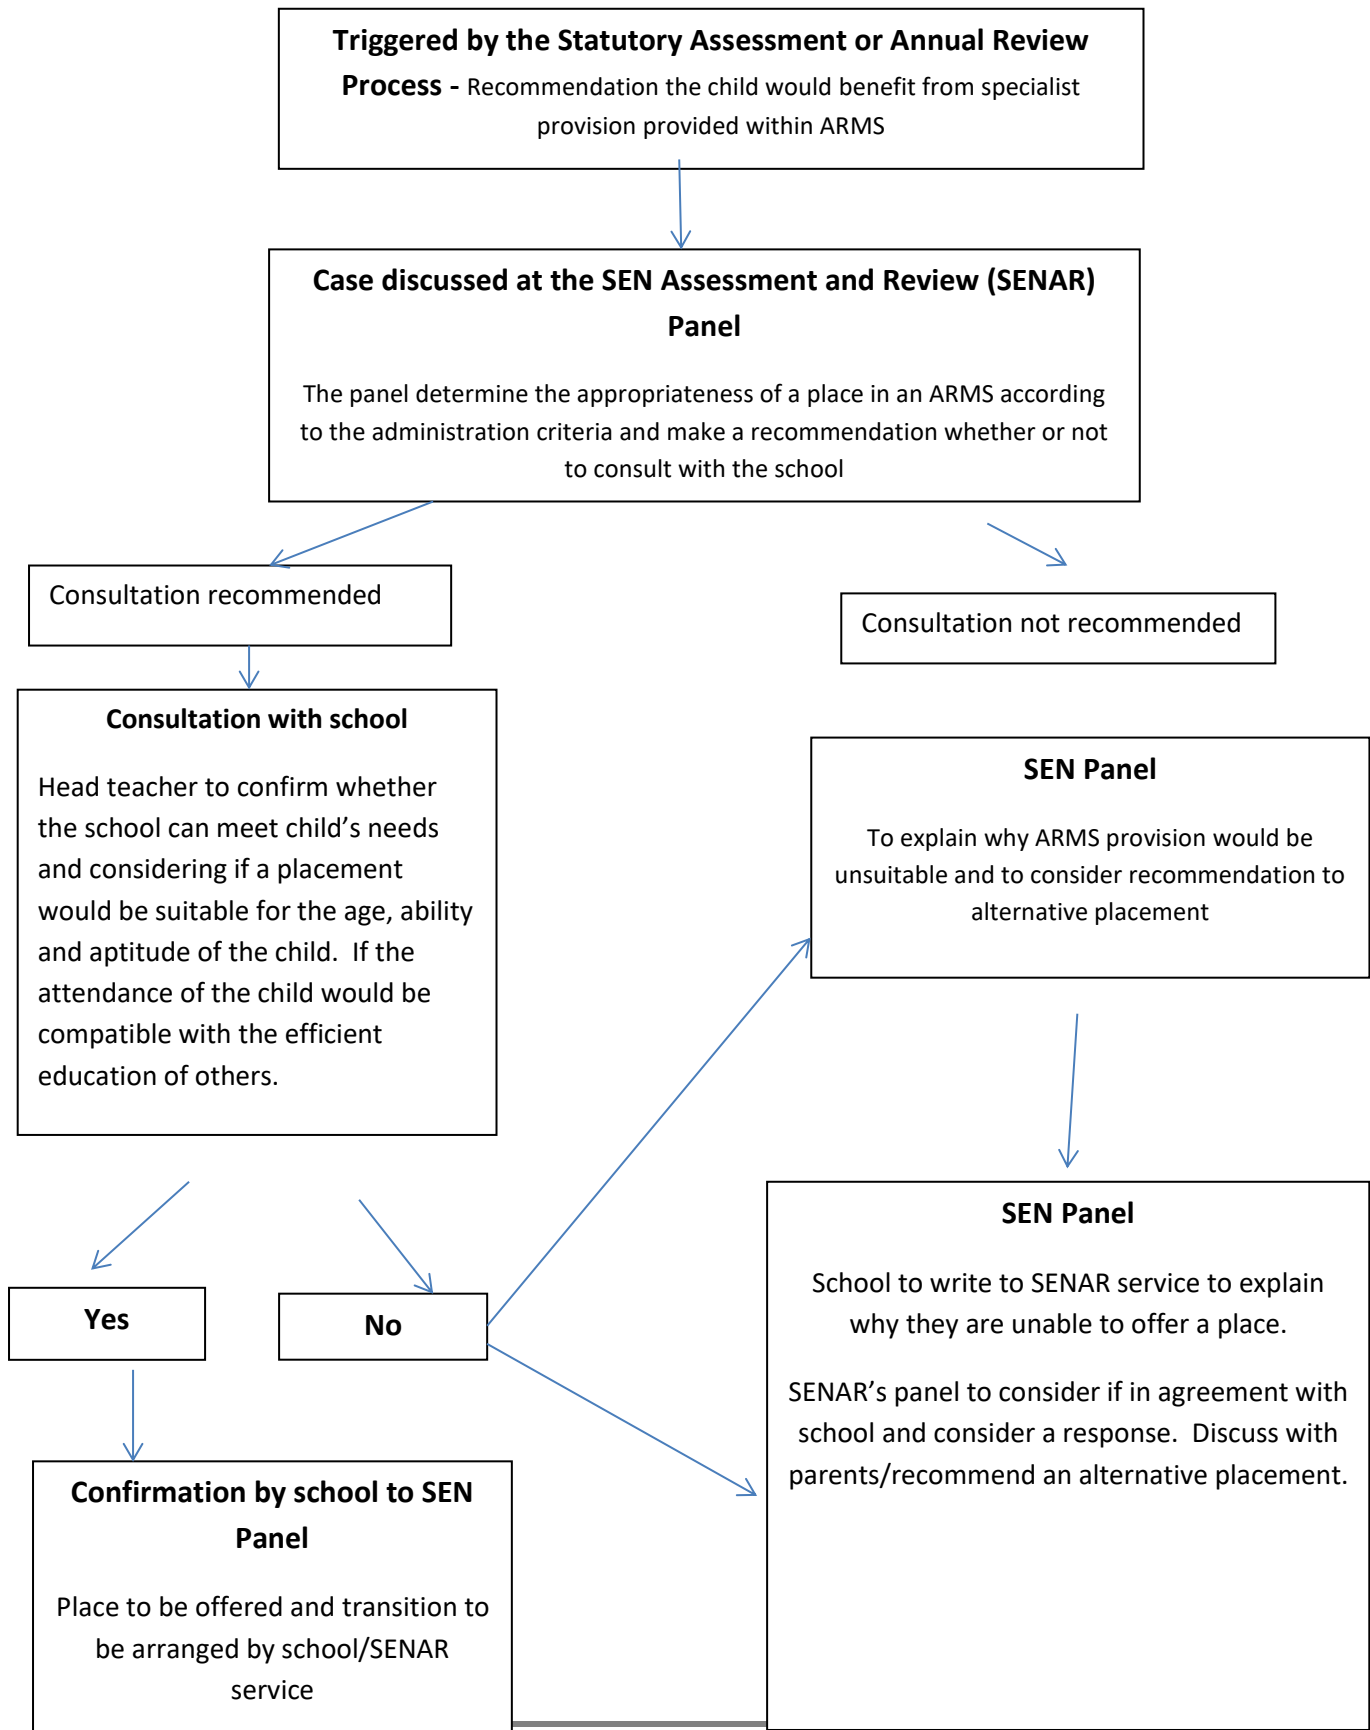 Triggered by the Statutory Assessment or Annual Review
Process - Recommendation the child would benefit from specialist
provision provided within ARMS
Case discussed at the SEN Assessment and Review (SENAR)
Panel
The panel determine the appropriateness of a place in an ARMS according
to the administration criteria and make a recommendation whether or not
to consult with the school
Consultation recommended
Consultation not recommended
Consultation with school
Head teacher to confirm whether
the school can meet child’s needs
and considering if a placement
would be suitable for the age, ability
and aptitude of the child.  If the
attendance of the child would be
compatible with the efficient
education of others.
SEN Panel
To explain why ARMS provision would be
unsuitable and to consider recommendation to
alternative placement
Yes
No
SEN Panel
School to write to SENAR service to explain
why they are unable to offer a place.
SENAR’s panel to consider if in agreement with
school and consider a response.  Discuss with
parents/recommend an alternative placement.
Confirmation by school to SEN
Panel
Place to be offered and transition to
be arranged by school/SENAR
service